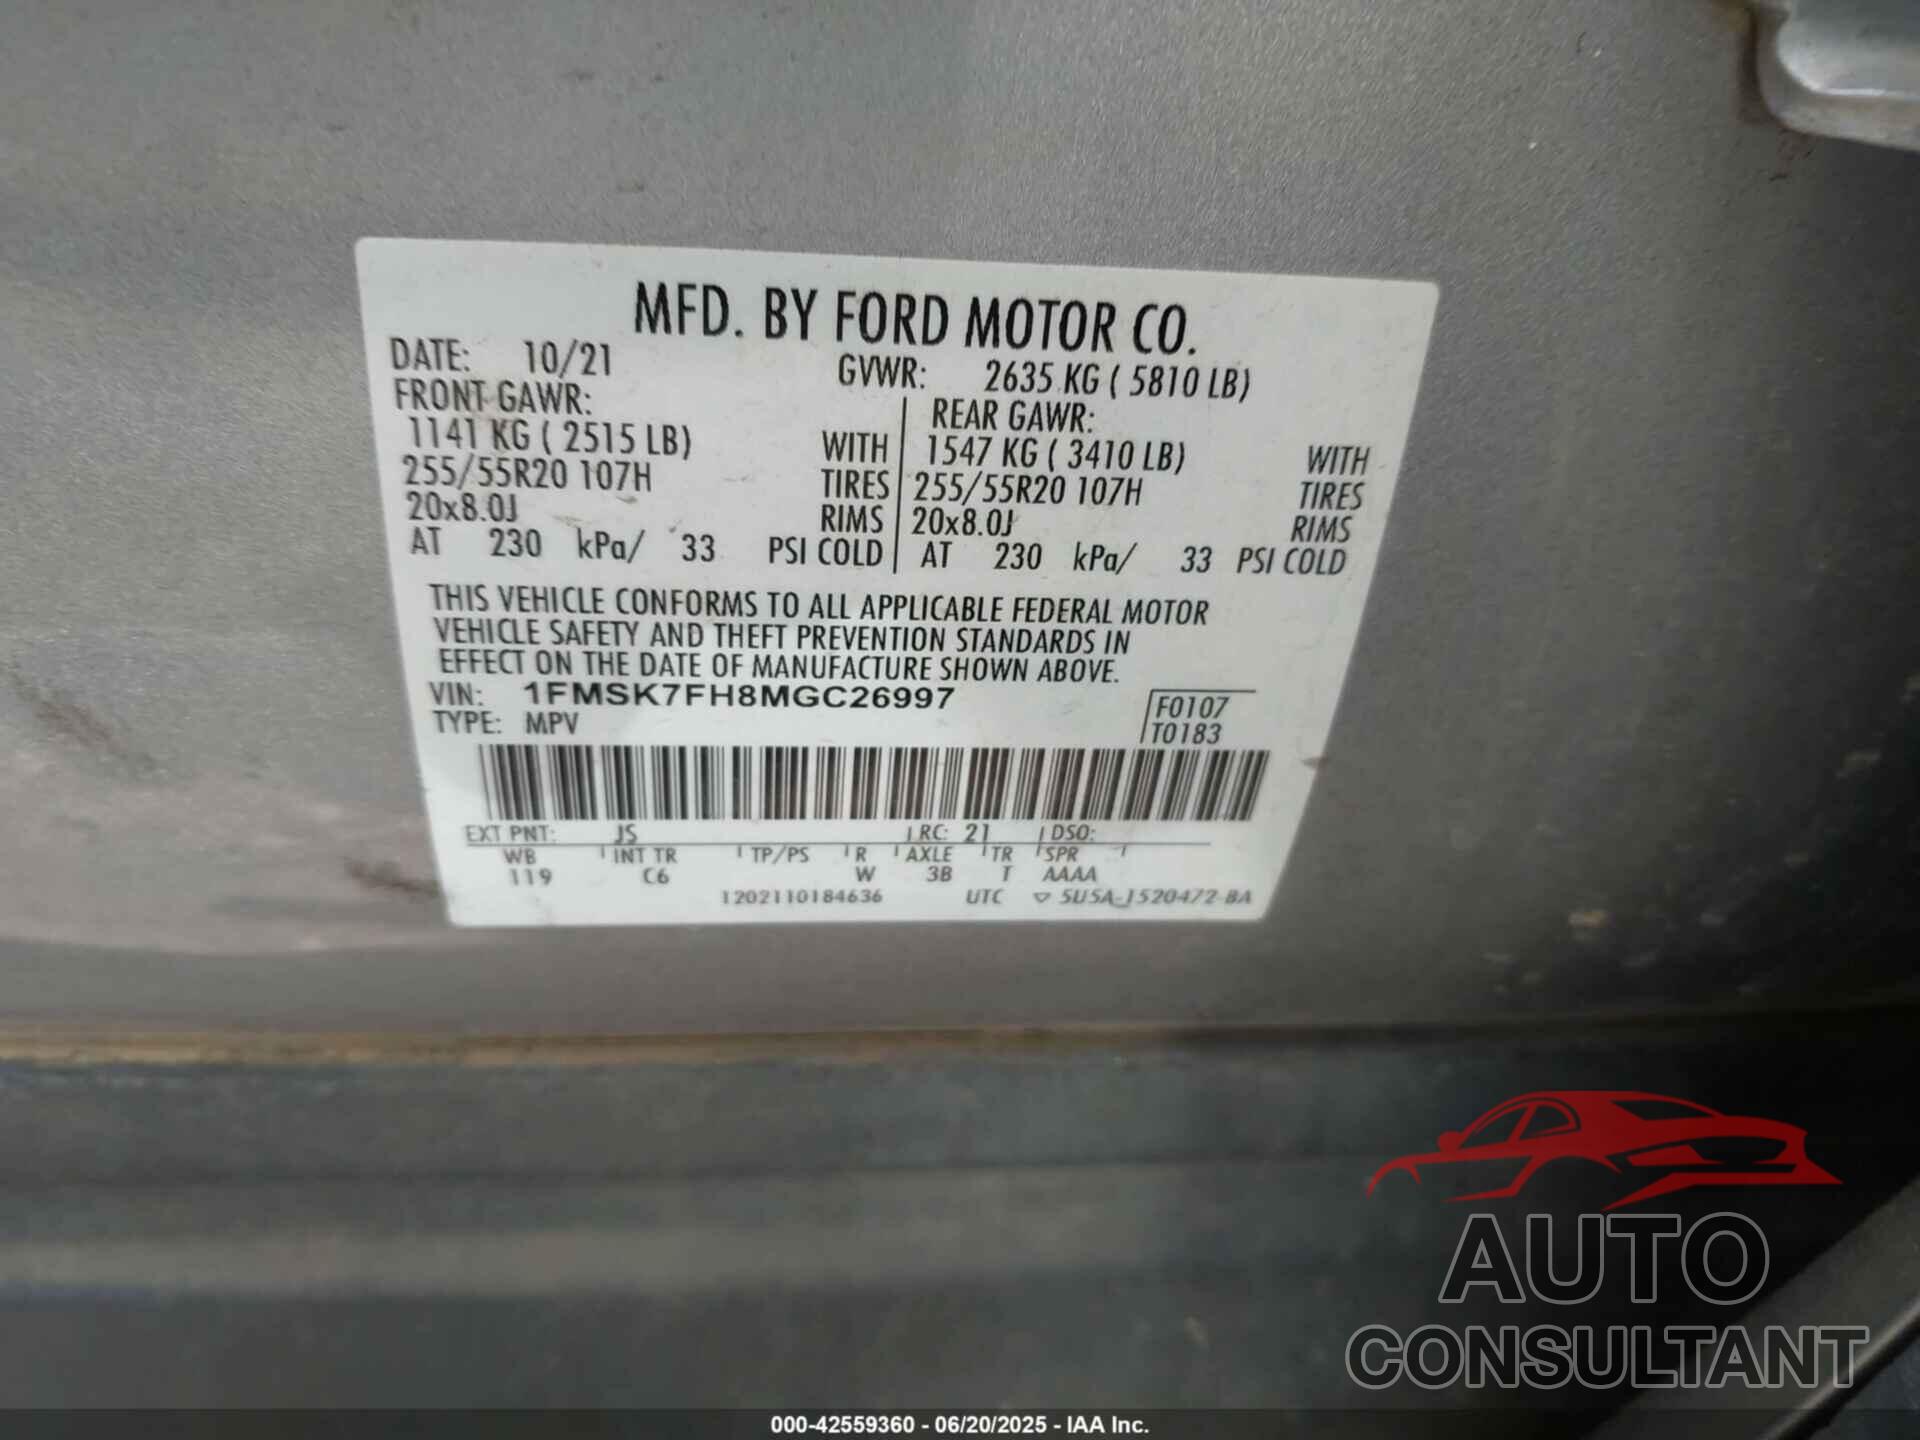 MFD. BY FORD MOTOR CO.
DATE: 10/21 GVWR: 2635 KG ( 5810 LB)
FRONT GAWR: REAR GAWR:
1141 KG ( 2515 LB) WITH 1547 KG ( 3410 LB) WITH
255/55R20 107H TIRES 255/55R20 107H TIRES
20x8.0J RIMS 20x8.0J RIMS
AT 230 kPa/ 33 PSI COLD AT 230 kPa/ 33 PSI COLD
THIS VEHICLE CONFORMS TO ALL APPLICABLE FEDERAL MOTOR
VEHICLE SAFETY AND THEFT PREVENTION STANDARDS IN
EFFECT ON THE DATE OF MANUFACTURE SHOWN ABOVE.
VIN: 1FMSK7FH8MGC26997 F0107
TYPE: MPV T0183
EXT PNT: JS RC: 21 DSO:
WB INT TR TP/PS R AXLE TR SPR
119 C6 W 3B T AAAA
1202110184636 UTC ▽ 5U5A-1520472-BA
AUTO
CONSULTANT
000-42559360 - 06/20/2025 - IAA Inc.